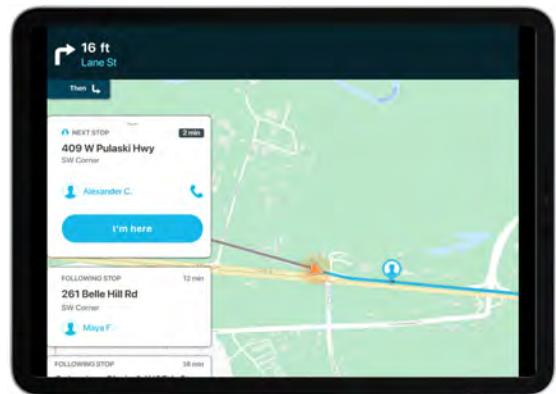 16 ft
Lane St
Then
NEXT STOP
2 min
409 W Pulaski Hwy
SW Corner
Alexander C.
I'm here
FOLLOWING STOP
12 min
261 Belle Hill Rd
SW Corner
Maya F.
FOLLOWING STOP
38 min